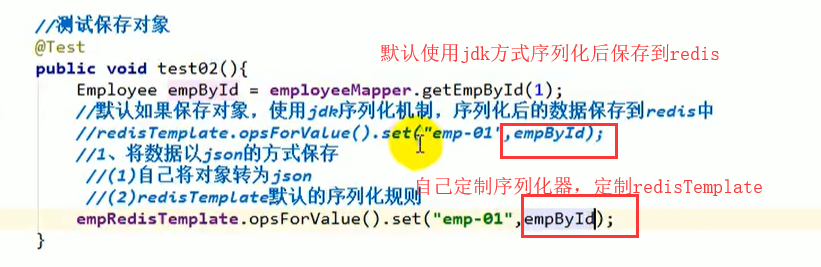 //测试保存对象
@Test
默认使用jdk方式序列化后保存到redis
public void test02(){
Employee empById = employeeMapper.getEmpById(1);
//默认如果保存对象，使用jdk序列化机制，序列化后的数据保存到redis中
//redisTemplate.opsForValue().set("emp-01",empById);
//1、将数据以json的方式保存
//(1)自己将对象转为json
自己定制序列化器，定制redisTemplate
//(2)redisTemplate默认的序列化规则
empRedisTemplate.opsForValue().set("emp-01",empById);
}